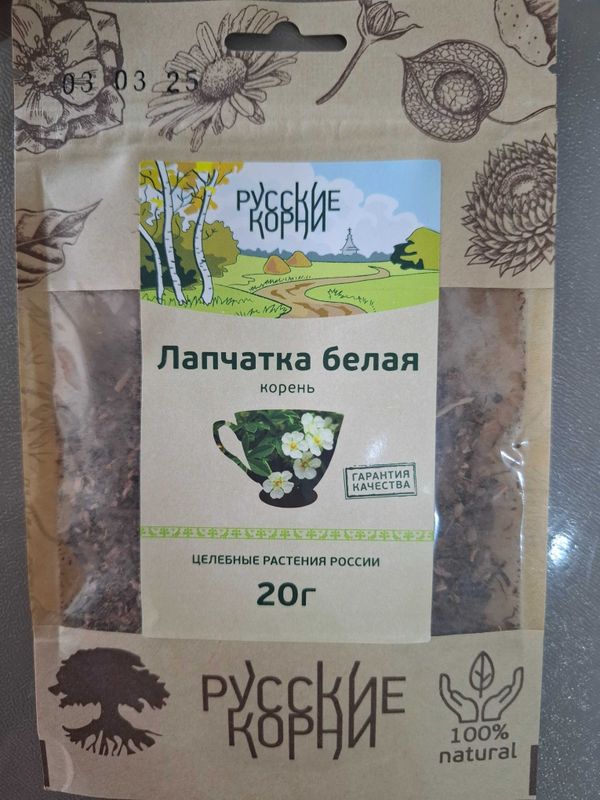 03 03 25
РУССКИЕ
КОРНИ
Лапчатка белая
корень
ГАРАНТИЯ
КАЧЕСТВА
ЦЕЛЕБНЫЕ РАСТЕНИЯ РОССИИ
20г
РУССКИЕ
КОРНИ
100%
natural